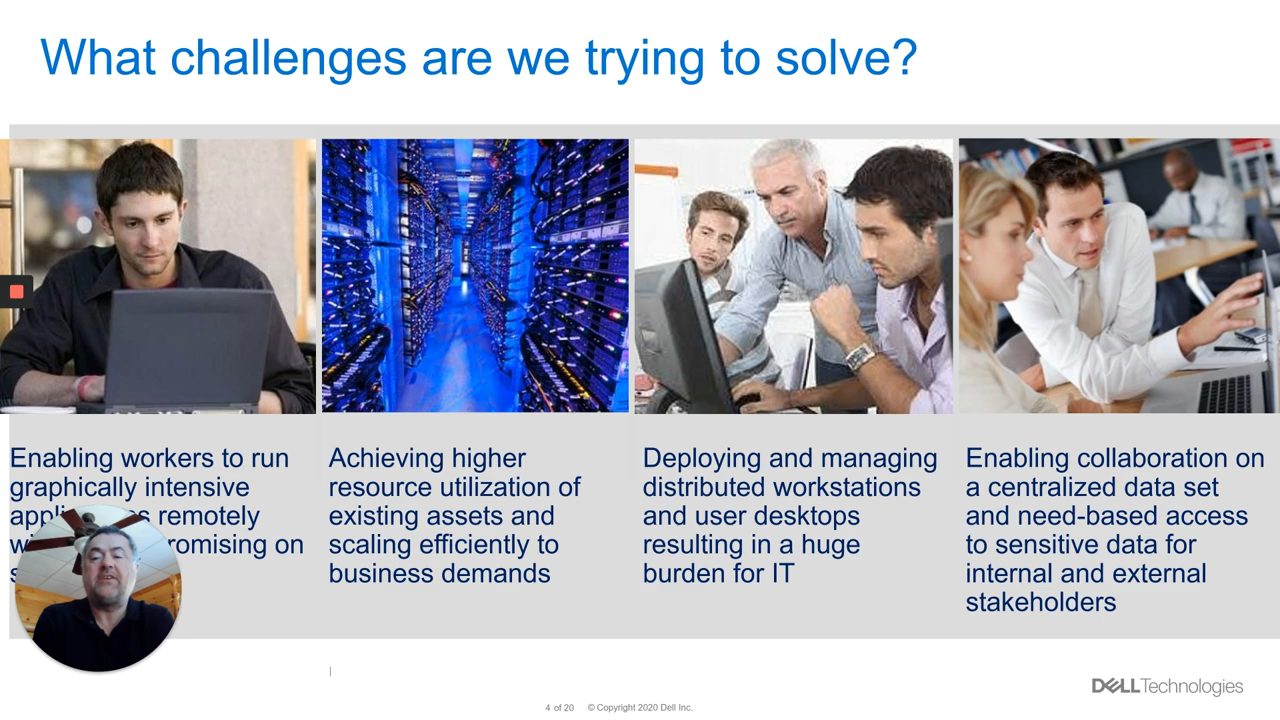 What challenges are we trying to solve?
Enabling workers to run
graphically intensive
remotely
on
Achieving higher
resource utilization of
existing assets and
scaling efficiently to
business demands
Deploying and managing
distributed workstations
and user desktops
resulting in a huge
burden for IT
Enabling collaboration on
a centralized data set
and need-based access
to sensitive data for
internal and external
stakeholders
DELLTechnologies
4 of 20 © Copyright 2020 Dell Inc.